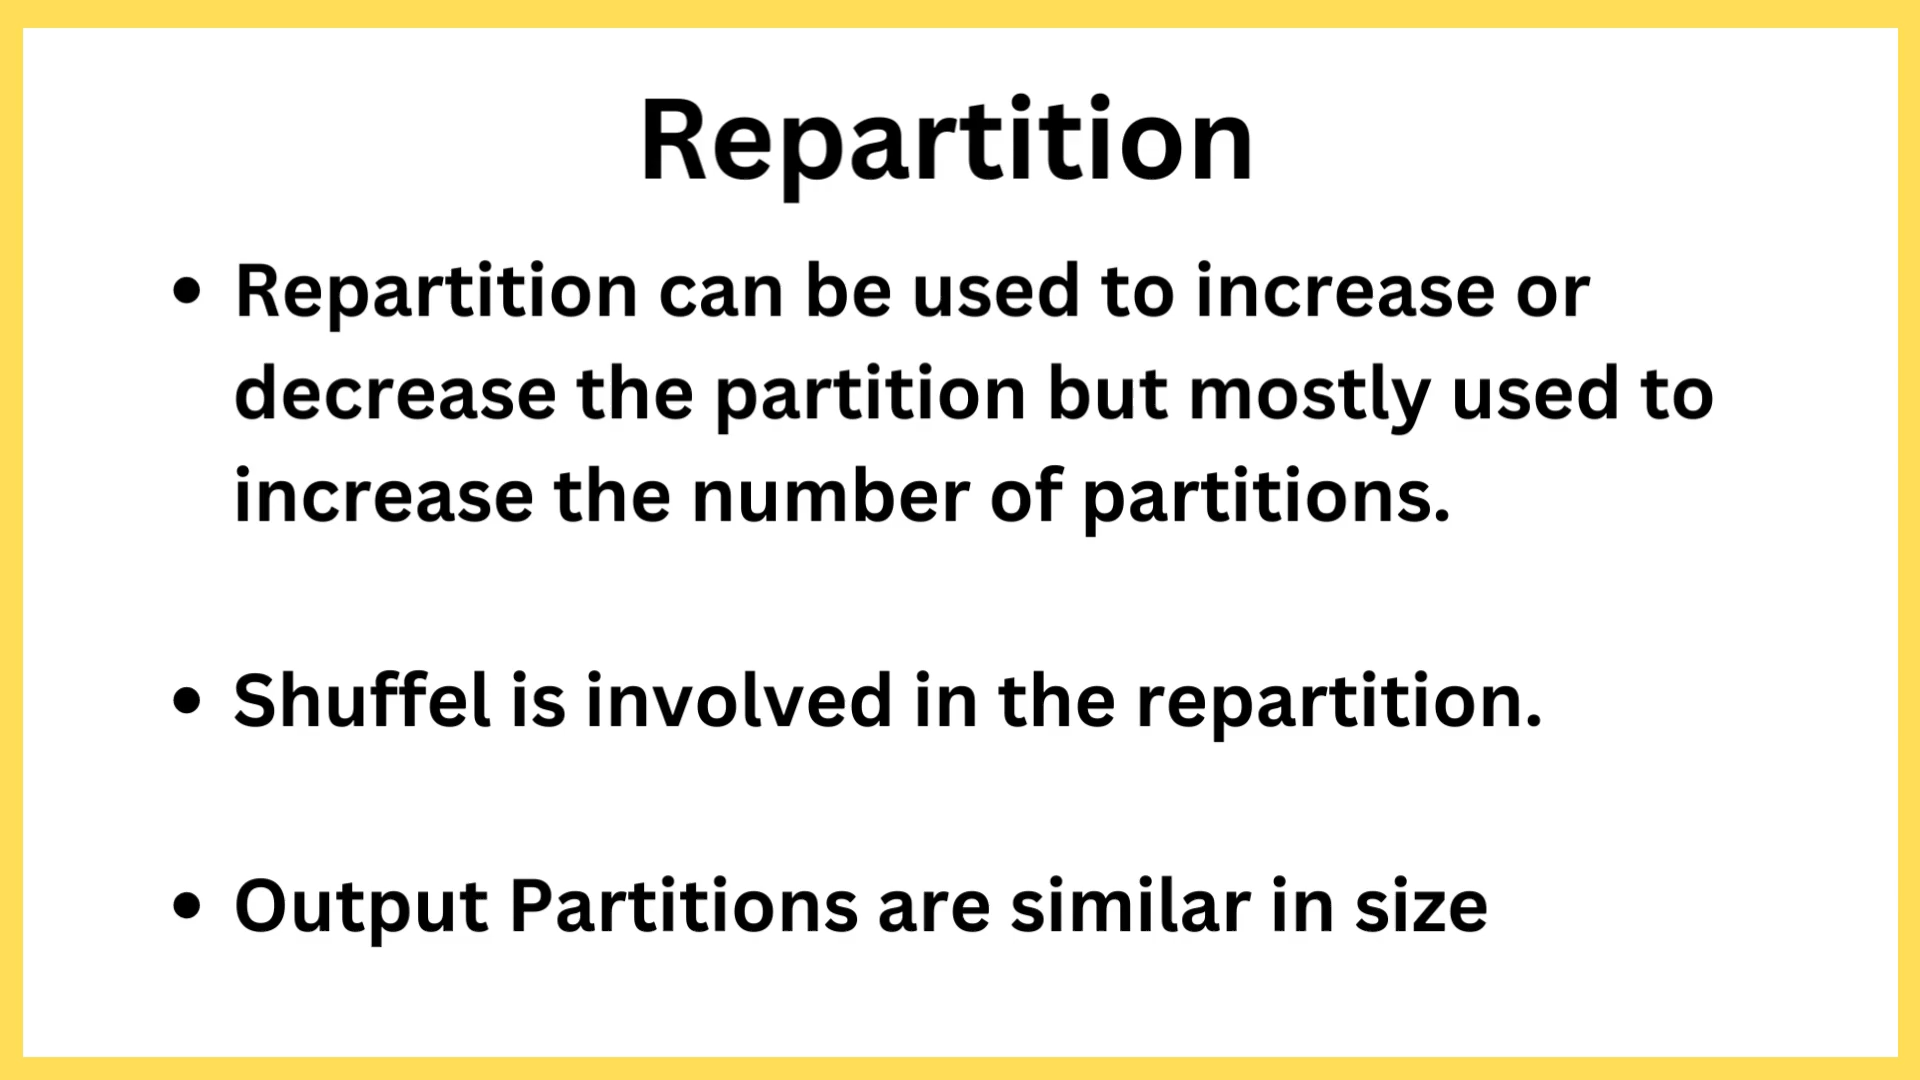 Repartition
• Repartition can be used to increase or
decrease the partition but mostly used to
increase the number of partitions.
• Shuffel is involved in the repartition.
• Output Partitions are similar in size